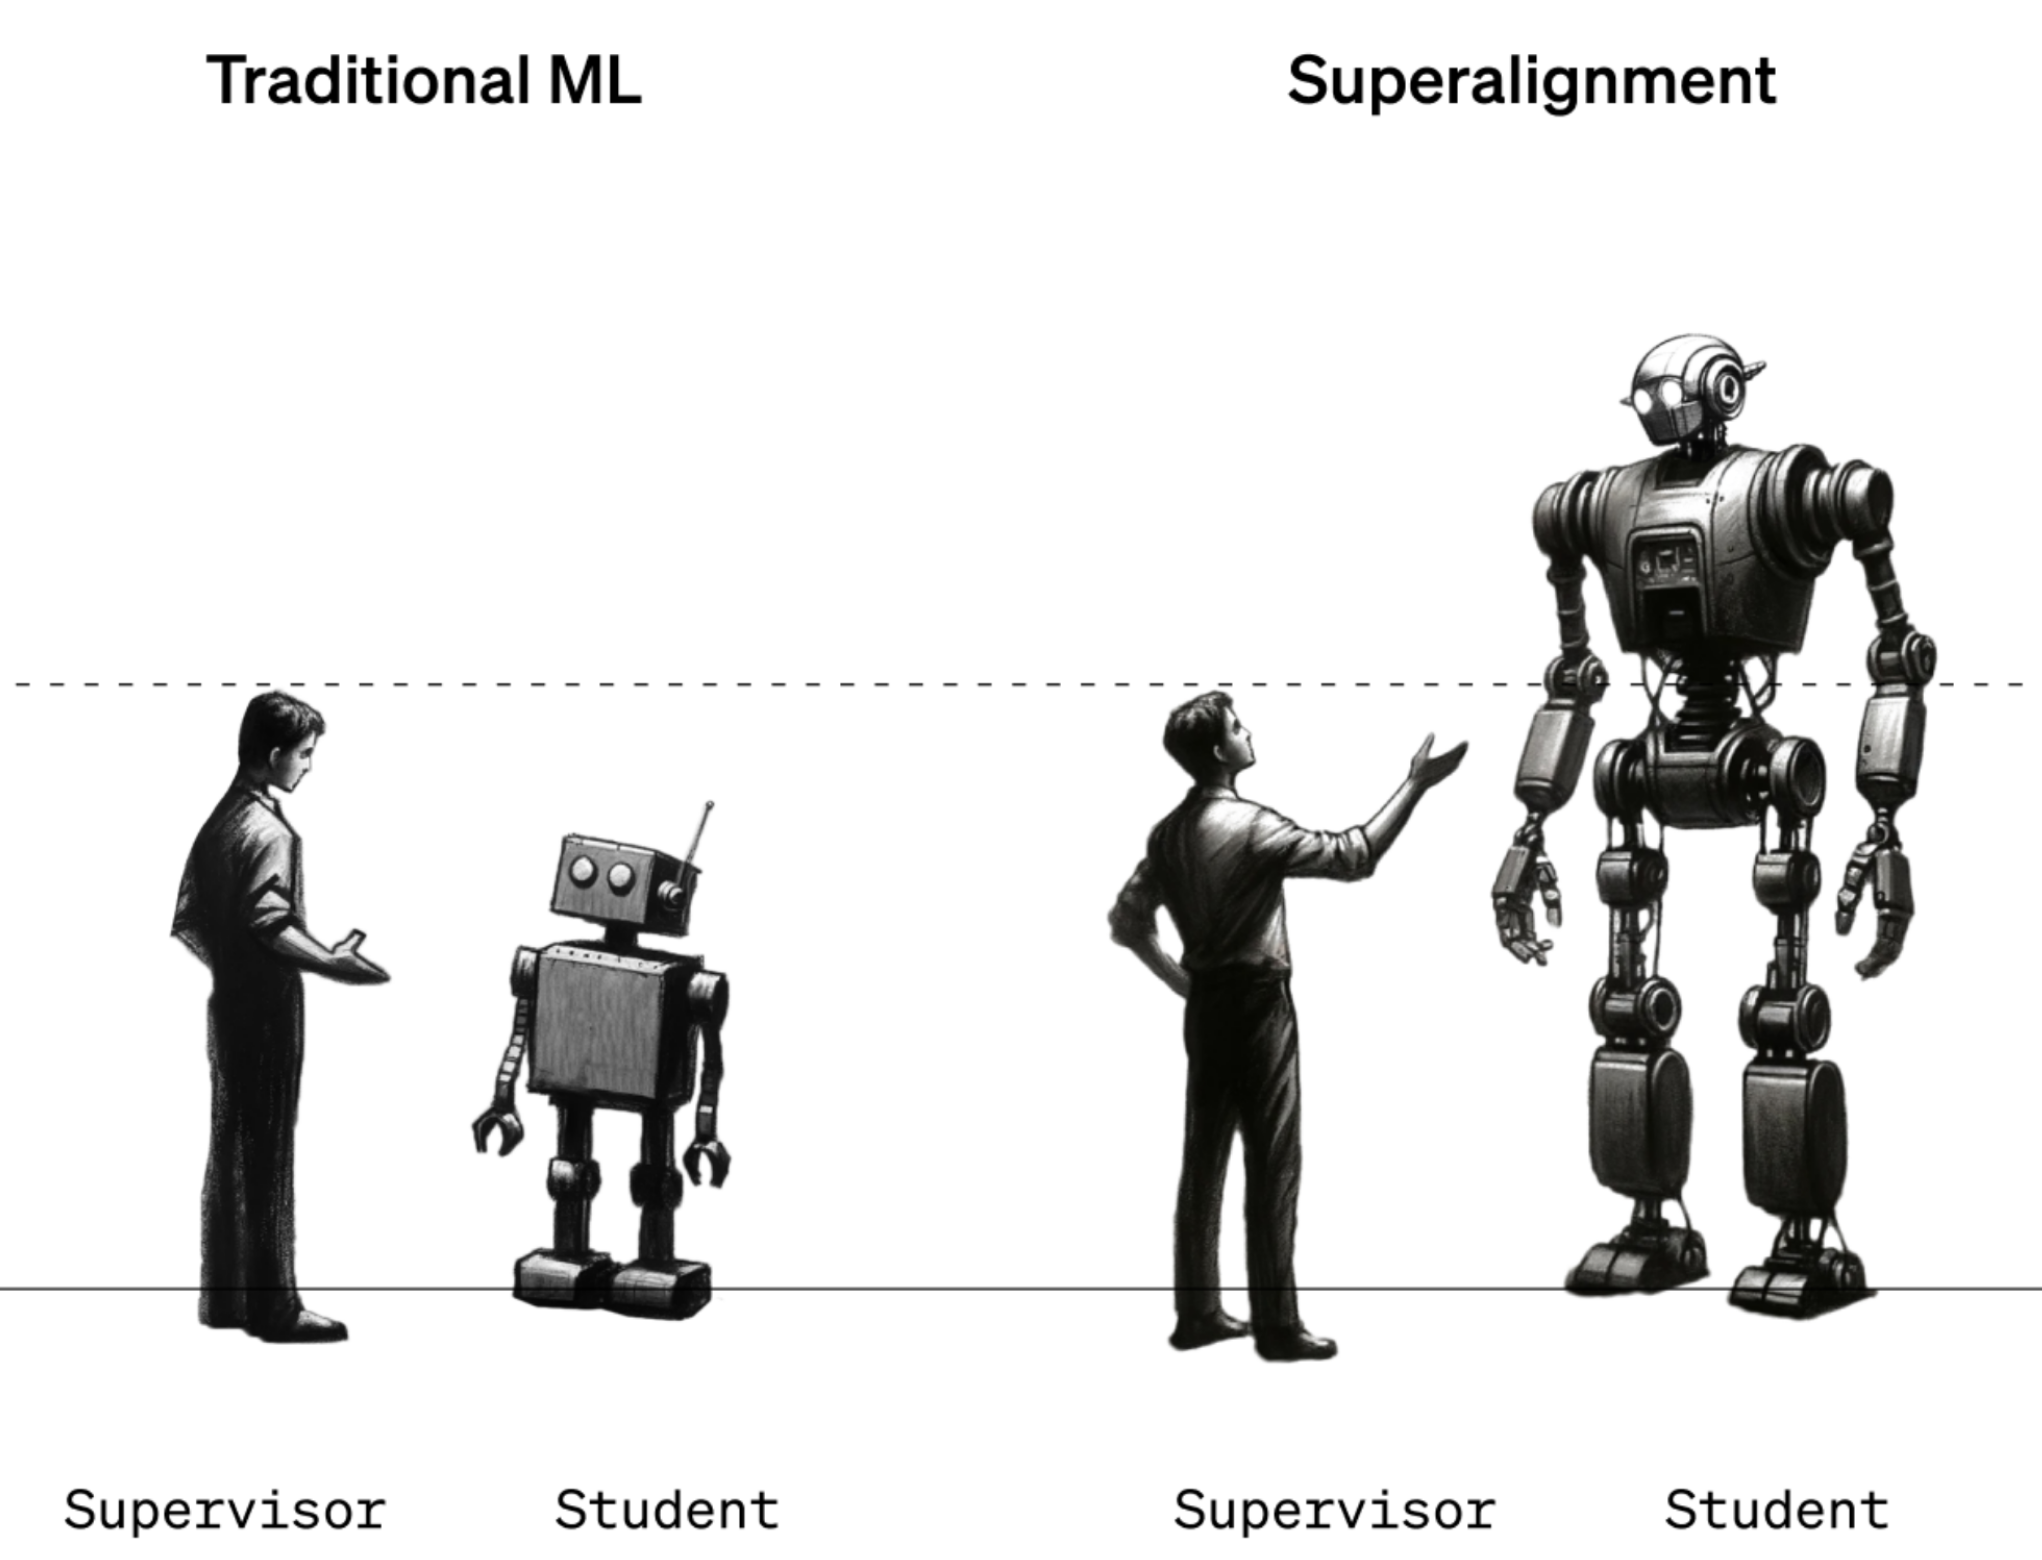 Traditional ML
Superalignment
Supervisor
Student
Supervisor
Student